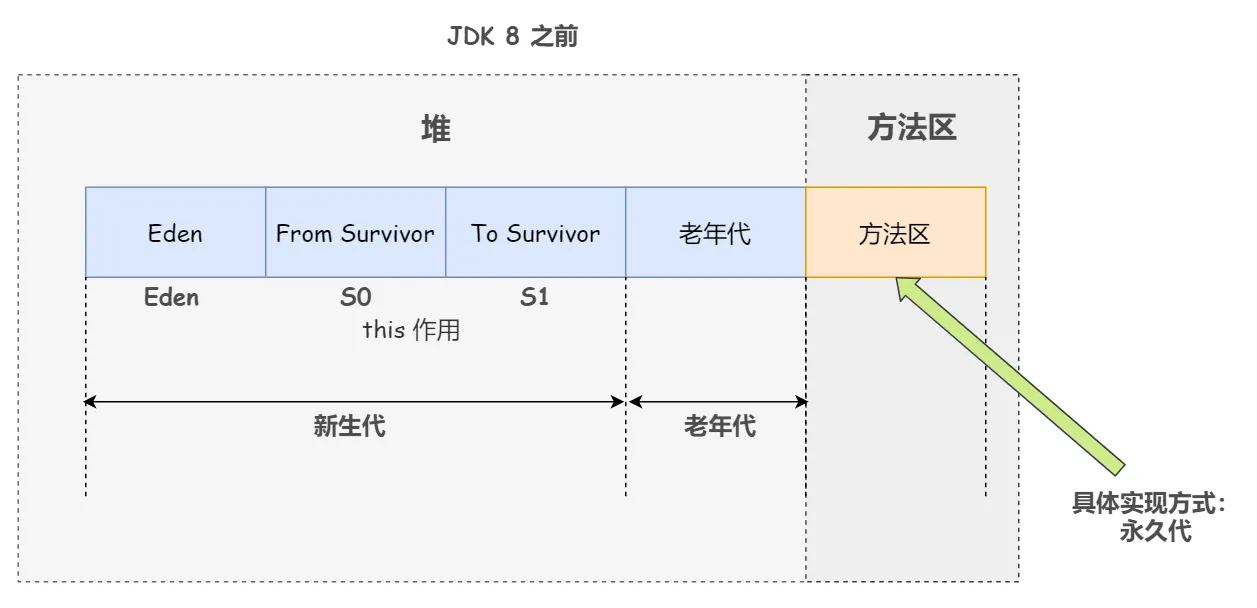 JDK 8 之前
堆
方法区
Eden
From Survivor
To Survivor
老年代
方法区
Eden
S0
S1
this 作用
新生代
老年代
具体实现方式：
永久代